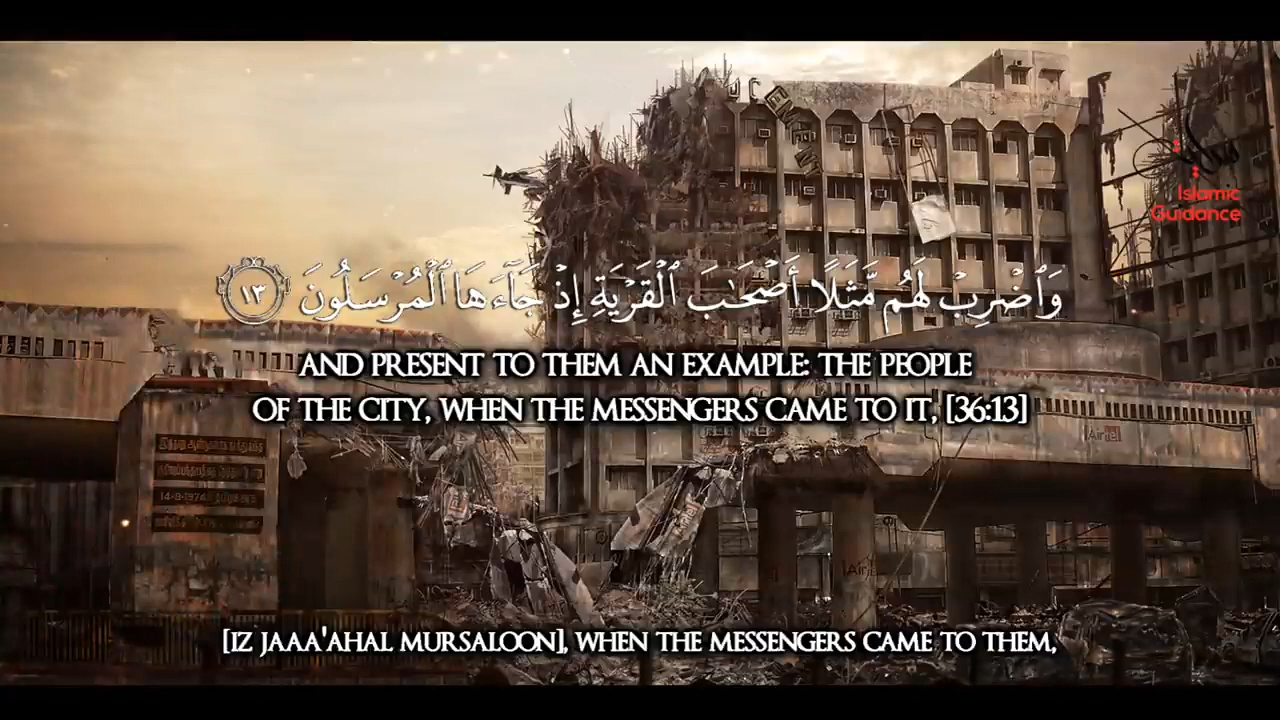 سراية
Islamic
Guidance
وَٱضْرِبْ لَهُم مَّثَلًا أَصْحَـٰبَ ٱلْقَرْيَةِ إِذْ جَآءَهَا ٱلْمُرْسَلُونَ ١٣
AND PRESENT TO THEM AN EXAMPLE: THE PEOPLE
OF THE CITY, WHEN THE MESSENGERS CAME TO IT, [36:13]
Airtel
14-9-1974
Airtel
[IZ JAAA'AHAL MURSALOON], WHEN THE MESSENGERS CAME TO THEM,